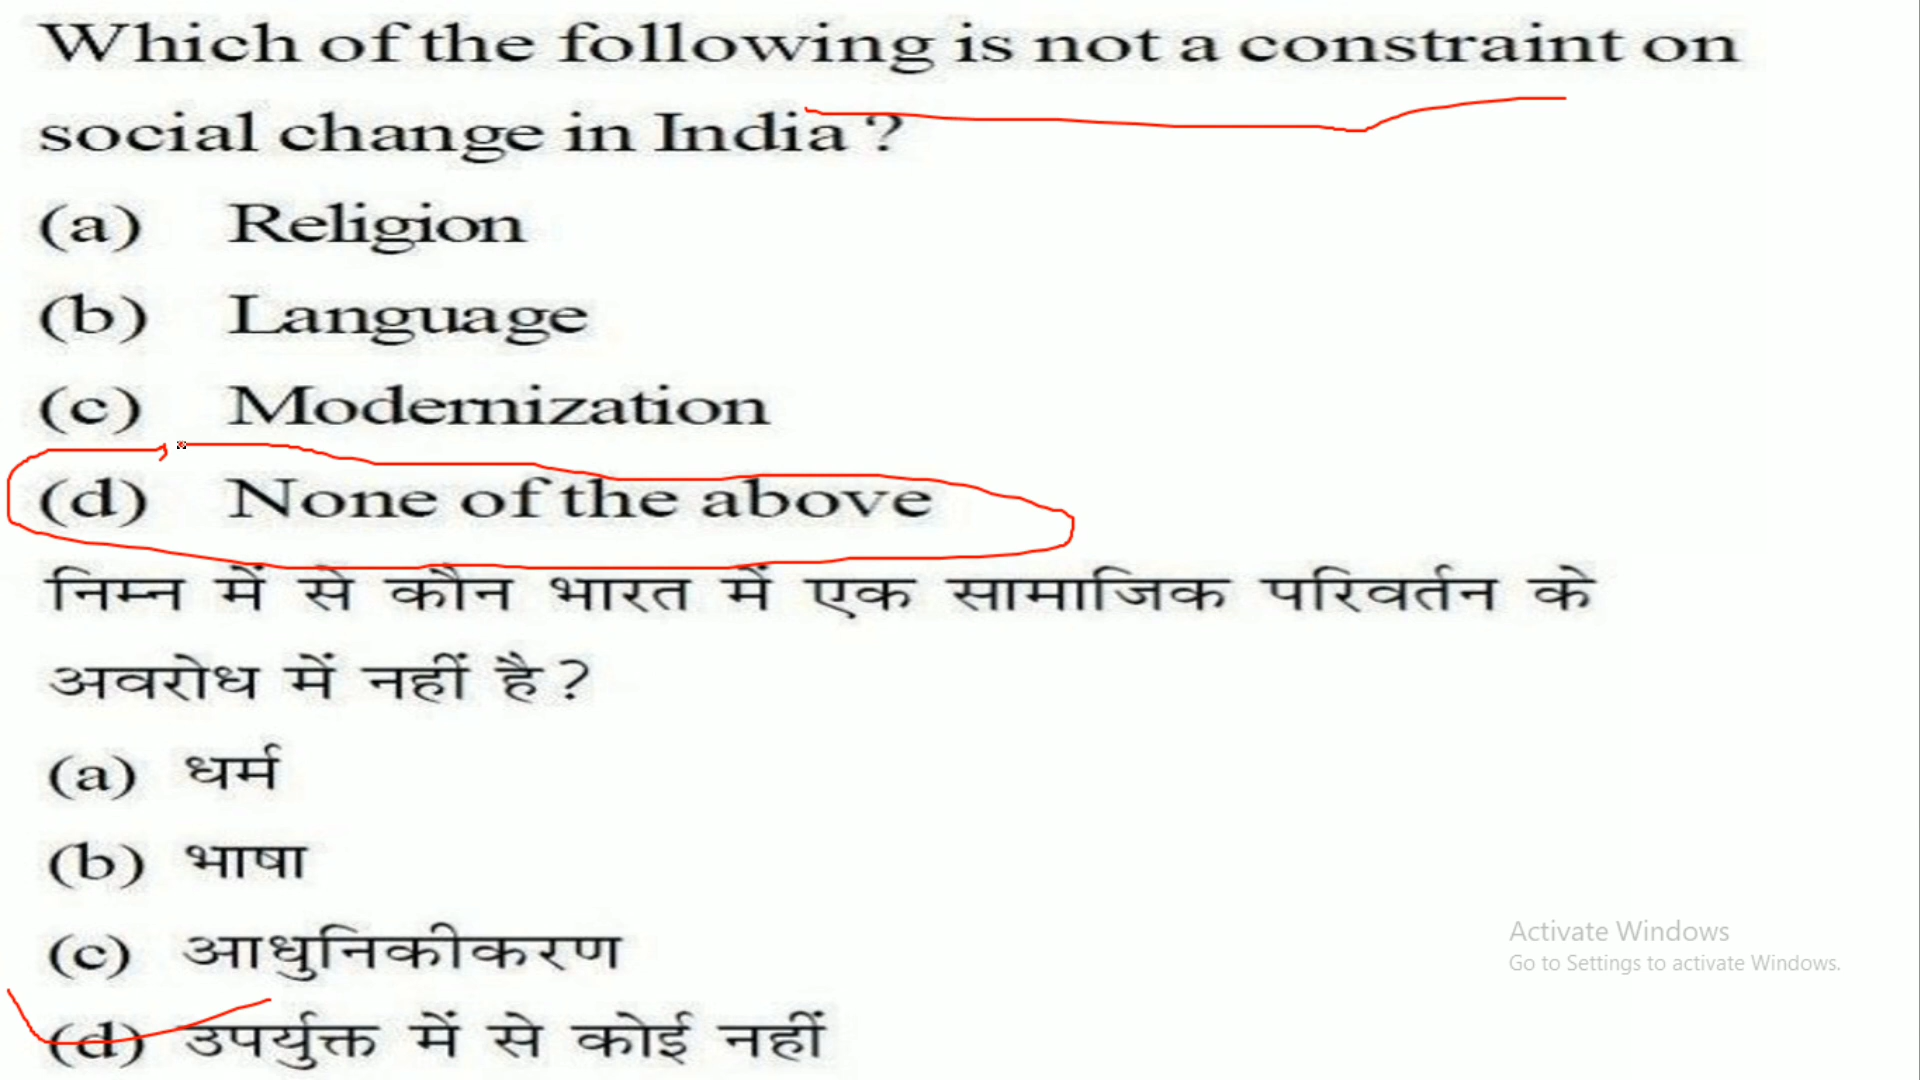 Which of the following is not a constraint on
social change in India ?
(a) Religion
(b) Language
(c) Modernization
(d) None of the above
निम्न में से कौन भारत में एक सामाजिक परिवर्तन के
अवरोध में नहीं है ?
(a) धर्म
(b) भाषा
(c) आधुनिकीकरण
(d) उपर्युक्त में से कोई नहीं
Activate Windows
Go to Settings to activate Windows.